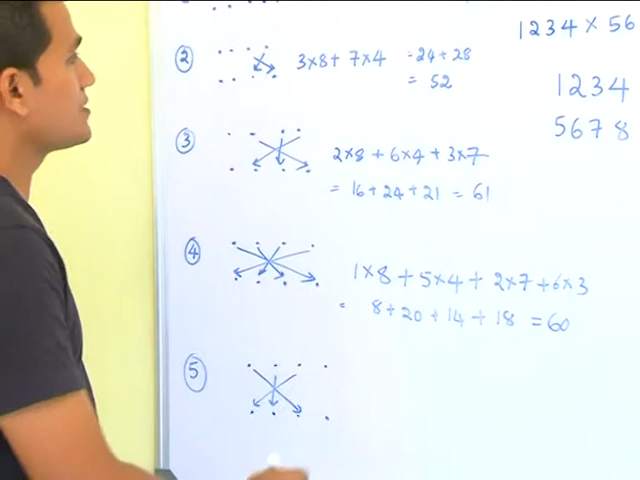 1234 × 56
1234
5678
② 3×8 + 7×4 = 24 + 28
= 52
③ 2×8 + 6×4 + 3×7
= 16 + 24 + 21 = 61
④ 1×8 + 5×4 + 2×7 + 6×3
= 8 + 20 + 14 + 18 = 60
⑤